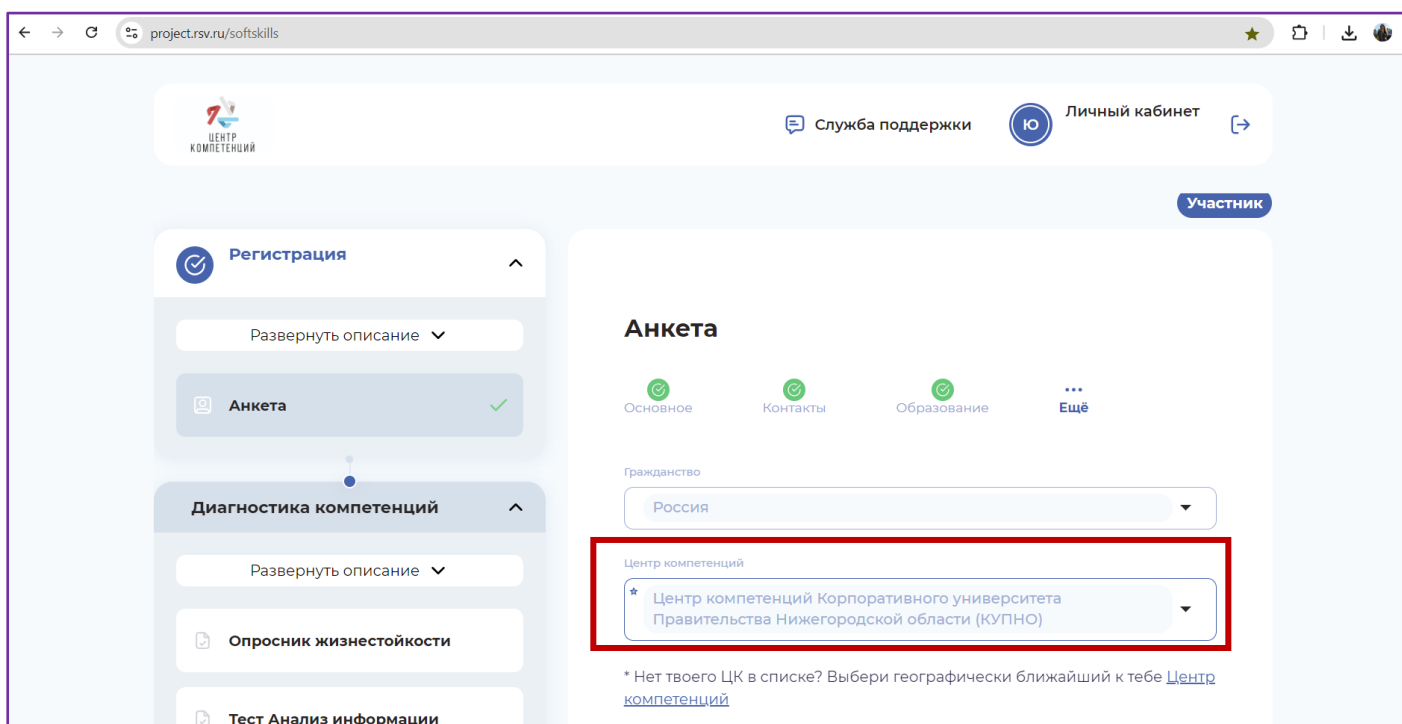 project.rsv.ru/softskills
ЦЕНТР
КОМПЕТЕНЦИЙ
Служба поддержки
Ю
Личный кабинет
Участник
Регистрация
Развернуть описание
Анкета
Диагностика компетенций
Развернуть описание
Опросник жизнестойкости
Тест Анализ информации
Анкета
Основное
Контакты
Образование
Ещё
Гражданство
Россия
Центр компетенций
Центр компетенций Корпоративного университета
Правительства Нижегородской области (КУПНО)
* Нет твоего ЦК в списке? Выбери географически ближайший к тебе Центр
компетенций